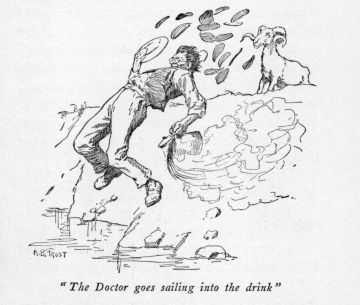 A.B. FROST
“The Doctor goes sailing into the drink”